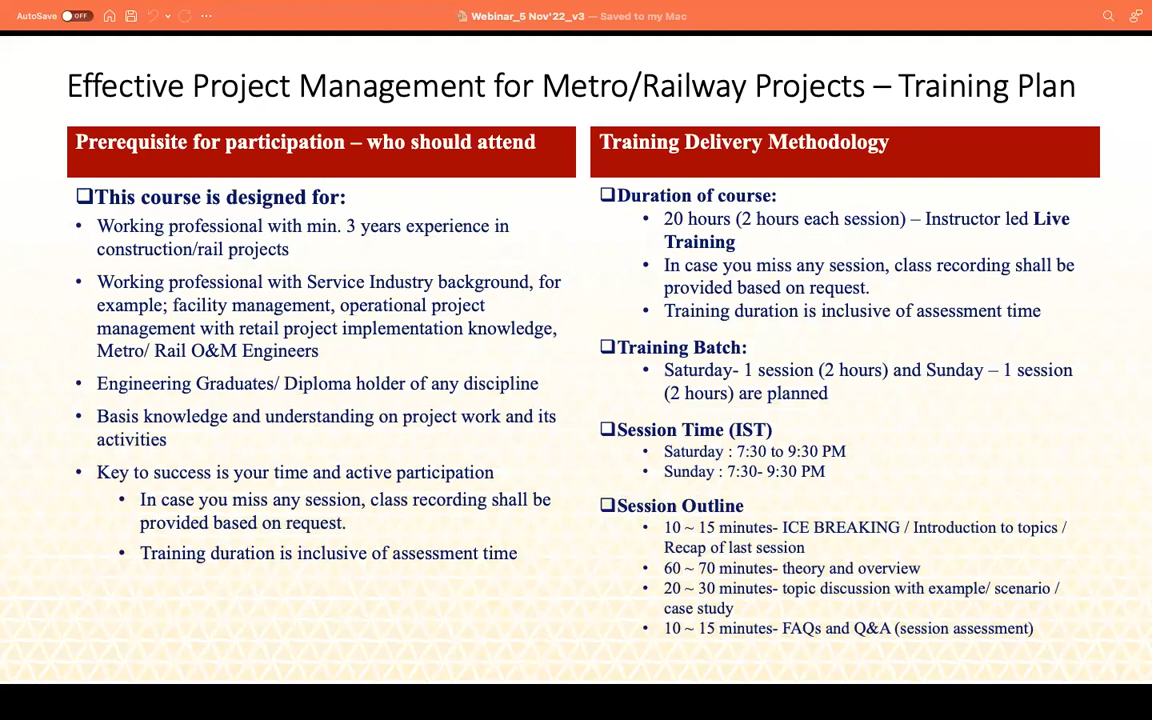 AutoSave OFF
Webinar_5 Nov'22_v3 — Saved to my Mac
Effective Project Management for Metro/Railway Projects – Training Plan
Prerequisite for participation – who should attend
❑This course is designed for:
• Working professional with min. 3 years experience in
construction/rail projects
• Working professional with Service Industry background, for
example; facility management, operational project
management with retail project implementation knowledge,
Metro/ Rail O&M Engineers
• Engineering Graduates/ Diploma holder of any discipline
• Basis knowledge and understanding on project work and its
activities
• Key to success is your time and active participation
• In case you miss any session, class recording shall be
provided based on request.
• Training duration is inclusive of assessment time
Training Delivery Methodology
❑Duration of course:
• 20 hours (2 hours each session) – Instructor led Live
Training
• In case you miss any session, class recording shall be
provided based on request.
• Training duration is inclusive of assessment time
❑Training Batch:
• Saturday- 1 session (2 hours) and Sunday – 1 session
(2 hours) are planned
❑Session Time (IST)
• Saturday : 7:30 to 9:30 PM
• Sunday : 7:30- 9:30 PM
❑Session Outline
• 10 ~ 15 minutes- ICE BREAKING / Introduction to topics /
Recap of last session
• 60 ~ 70 minutes- theory and overview
• 20 ~ 30 minutes- topic discussion with example/ scenario /
case study
• 10 ~ 15 minutes- FAQs and Q&A (session assessment)